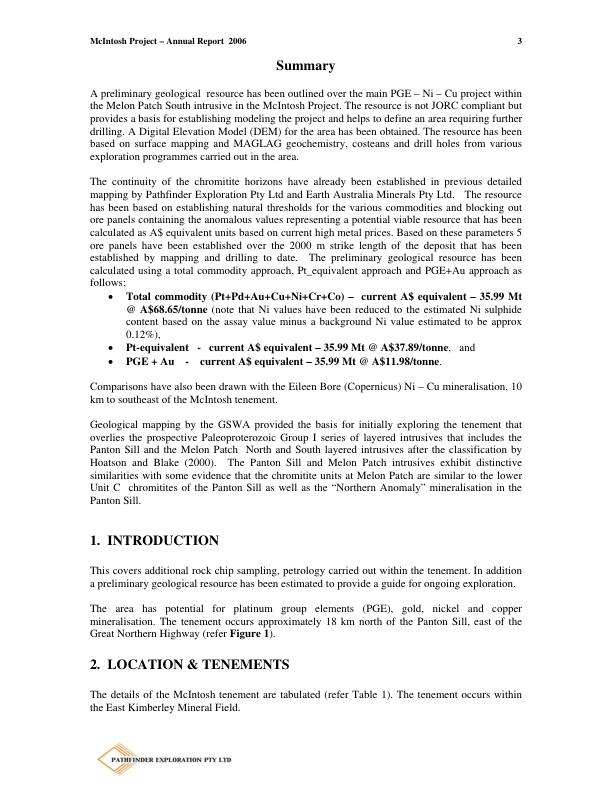 McIntosh Project – Annual Report  2006 3
Summary
A preliminary geological  resource has been outlined over the main PGE – Ni – Cu project within
the Melon Patch South intrusive in the McIntosh Project. The resource is not JORC compliant but
provides a basis for establishing modeling the project and helps to define an area requiring further
drilling. A Digital Elevation Model (DEM) for the area has been obtained. The resource has been
based on surface mapping and MAGLAG geochemistry, costeans and drill holes from various
exploration programmes carried out in the area.
The continuity of the chromitite horizons have already been established in previous detailed
mapping by Pathfinder Exploration Pty Ltd and Earth Australia Minerals Pty Ltd.   The resource
has been based on establishing natural thresholds for the various commodities and blocking out
ore panels containing the anomalous values representing a potential viable resource that has been
calculated as A$ equivalent units based on current high metal prices. Based on these parameters 5
ore panels have been established over the 2000 m strike length of the deposit that has been
established by mapping and drilling to date.   The preliminary geological resource has been
calculated using a total commodity approach, Pt_equivalent approach and PGE+Au approach as
follows;
• Total commodity (Pt+Pd+Au+Cu+Ni+Cr+Co) –  current A$ equivalent – 35.99 Mt
@ A$68.65/tonne (note that Ni values have been reduced to the estimated Ni sulphide
content based on the assay value minus a background Ni value estimated to be approx
0.12%),
• Pt-equivalent   -   current A$ equivalent – 35.99 Mt @ A$37.89/tonne,   and
• PGE + Au    -    current A$ equivalent – 35.99 Mt @ A$11.98/tonne.
Comparisons have also been drawn with the Eileen Bore (Copernicus) Ni – Cu mineralisation, 10
km to southeast of the McIntosh tenement.
Geological mapping by the GSWA provided the basis for initially exploring the tenement that
overlies the prospective Paleoproterozoic Group I series of layered intrusives that includes the
Panton Sill and the Melon Patch  North and South layered intrusives after the classification by
Hoatson and Blake (2000).   The Panton Sill and Melon Patch intrusives exhibit distinctive
similarities with some evidence that the chromitite units at Melon Patch are similar to the lower
Unit C  chromitites of the Panton Sill as well as the “Northern Anomaly” mineralisation in the
Panton Sill.
1.  INTRODUCTION
This covers additional rock chip sampling, petrology carried out within the tenement. In addition
a preliminary geological resource has been estimated to provide a guide for ongoing exploration.
The area has potential for platinum group elements (PGE), gold, nickel and copper
mineralisation. The tenement occurs approximately 18 km north of the Panton Sill, east of the
Great Northern Highway (refer Figure 1).
2.  LOCATION & TENEMENTS
The details of the McIntosh tenement are tabulated (refer Table 1). The tenement occurs within
the East Kimberley Mineral Field.
PATHFINDER EXPLORATION PTY LTD